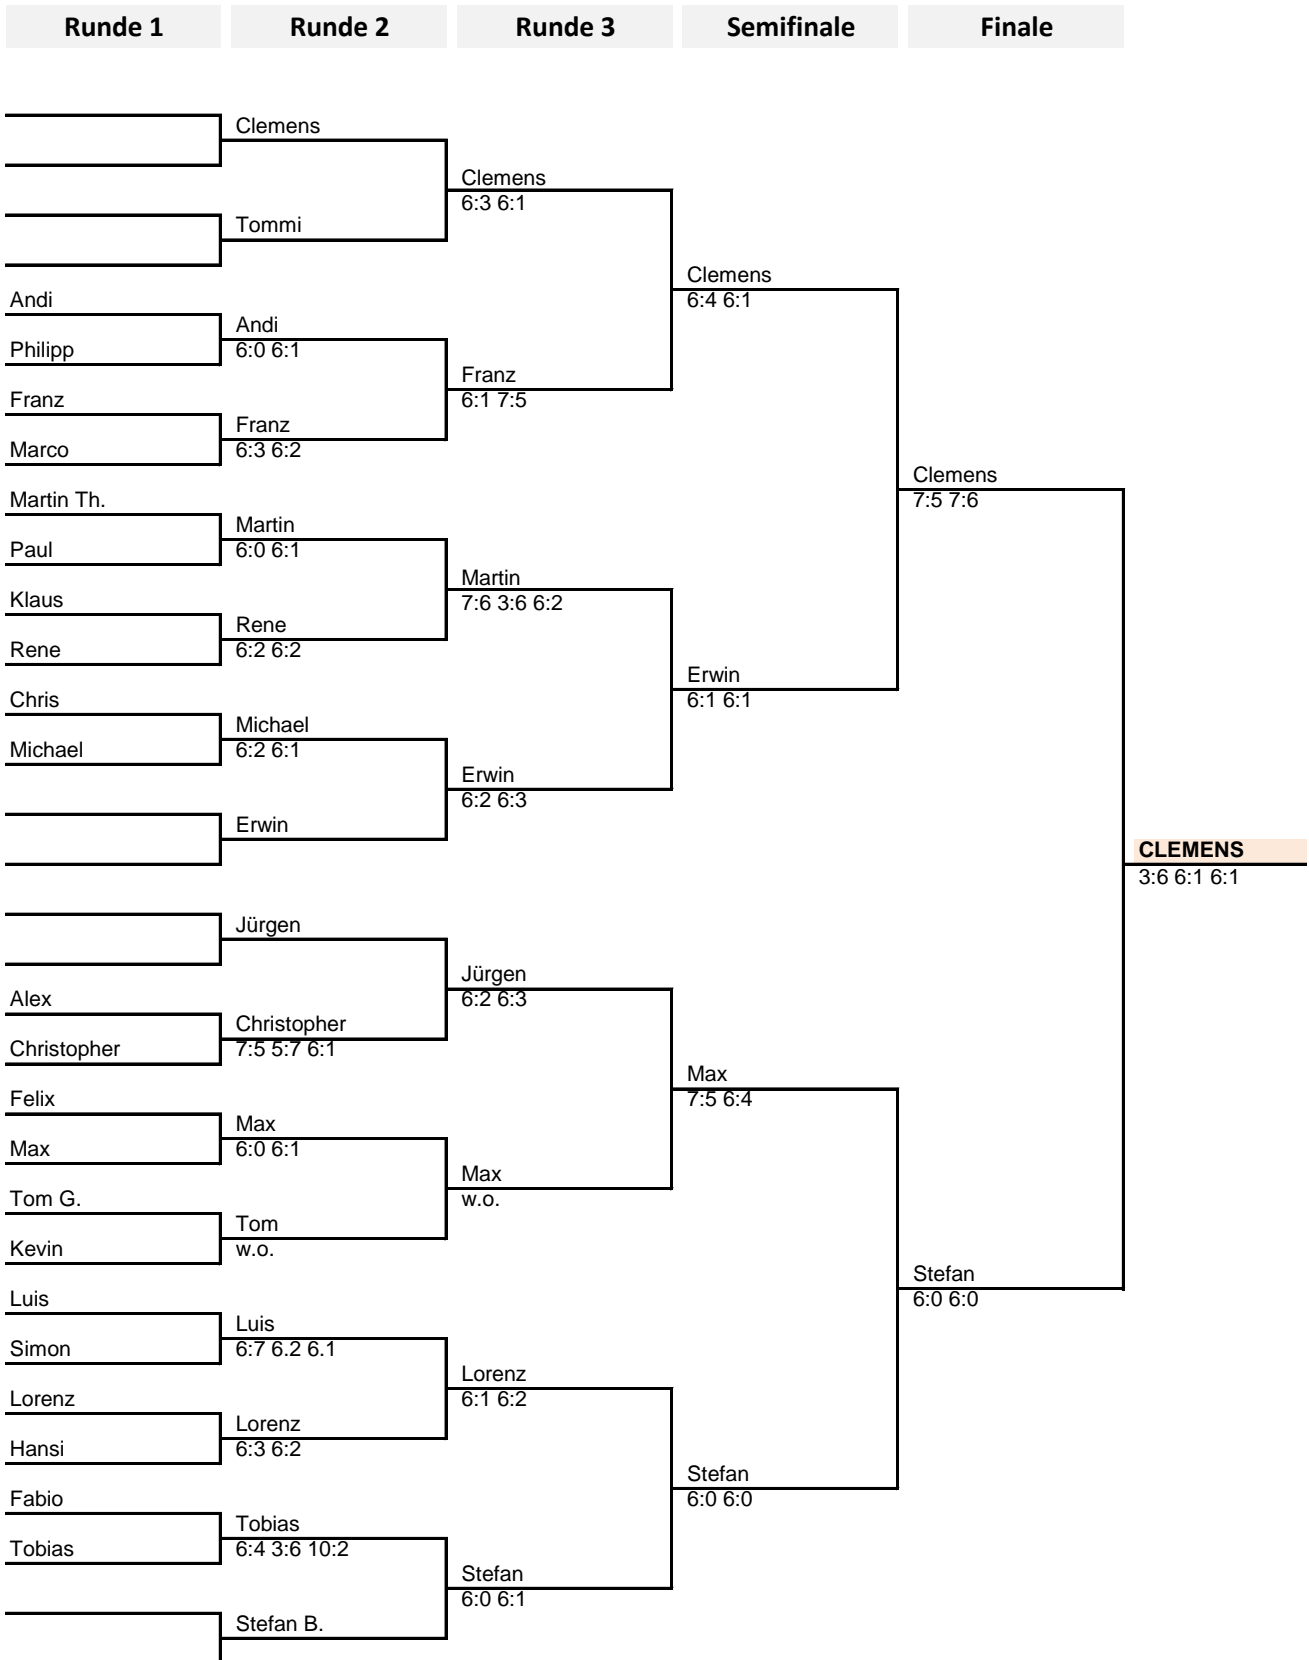 Runde 1 Runde 2 Runde 3 Semifinale Finale
Clemens
Clemens
6:3 6:1
Tommi
Clemens
6:4 6:1
Andi
Andi
6:0 6:1
Philipp
Franz
6:1 7:5
Franz
Franz
6:3 6:2
Marco
Clemens
7:5 7:6
Martin Th.
Martin
6:0 6:1
Paul
Martin
7:6 3:6 6:2
Klaus
Rene
6:2 6:2
Rene
Erwin
6:1 6:1
Chris
Michael
6:2 6:1
Michael
Erwin
6:2 6:3
Erwin
CLEMENS
3:6 6:1 6:1
Jürgen
Jürgen
6:2 6:3
Alex
Christopher
7:5 5:7 6:1
Christopher
Max
7:5 6:4
Felix
Max
6:0 6:1
Max
Max
w.o.
Tom G.
Tom
w.o.
Kevin
Stefan
6:0 6:0
Luis
Luis
6:7 6.2 6.1
Simon
Lorenz
6:1 6:2
Lorenz
Lorenz
6:3 6:2
Hansi
Stefan
6:0 6:0
Fabio
Tobias
6:4 3:6 10:2
Tobias
Stefan
6:0 6:1
Stefan B.